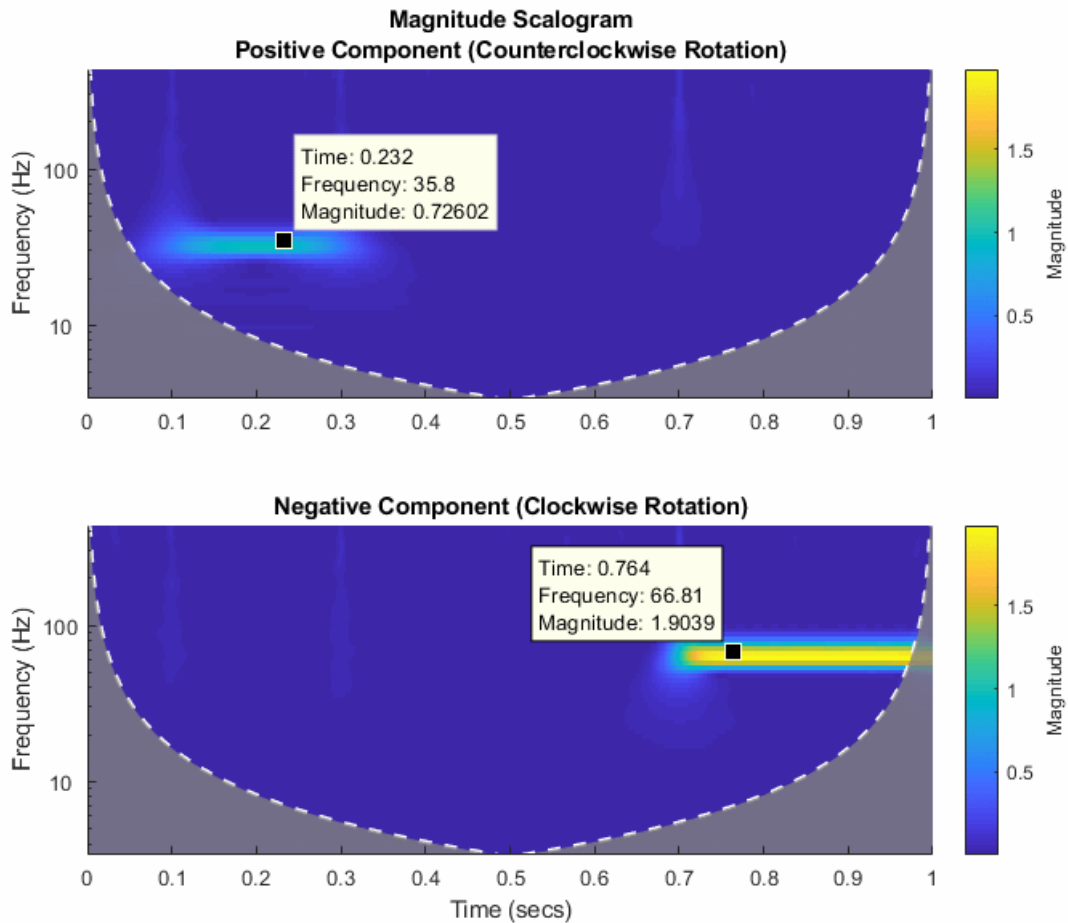 Magnitude Scalogram
Positive Component (Counterclockwise Rotation)
Frequency (Hz)
100
10
Time: 0.232
Frequency: 35.8
Magnitude: 0.72602
0 0.1 0.2 0.3 0.4 0.5 0.6 0.7 0.8 0.9 1
1.5
1
0.5
Magnitude
Negative Component (Clockwise Rotation)
Frequency (Hz)
100
10
Time: 0.764
Frequency: 66.81
Magnitude: 1.9039
0 0.1 0.2 0.3 0.4 0.5 0.6 0.7 0.8 0.9 1
Time (secs)
1.5
1
0.5
Magnitude